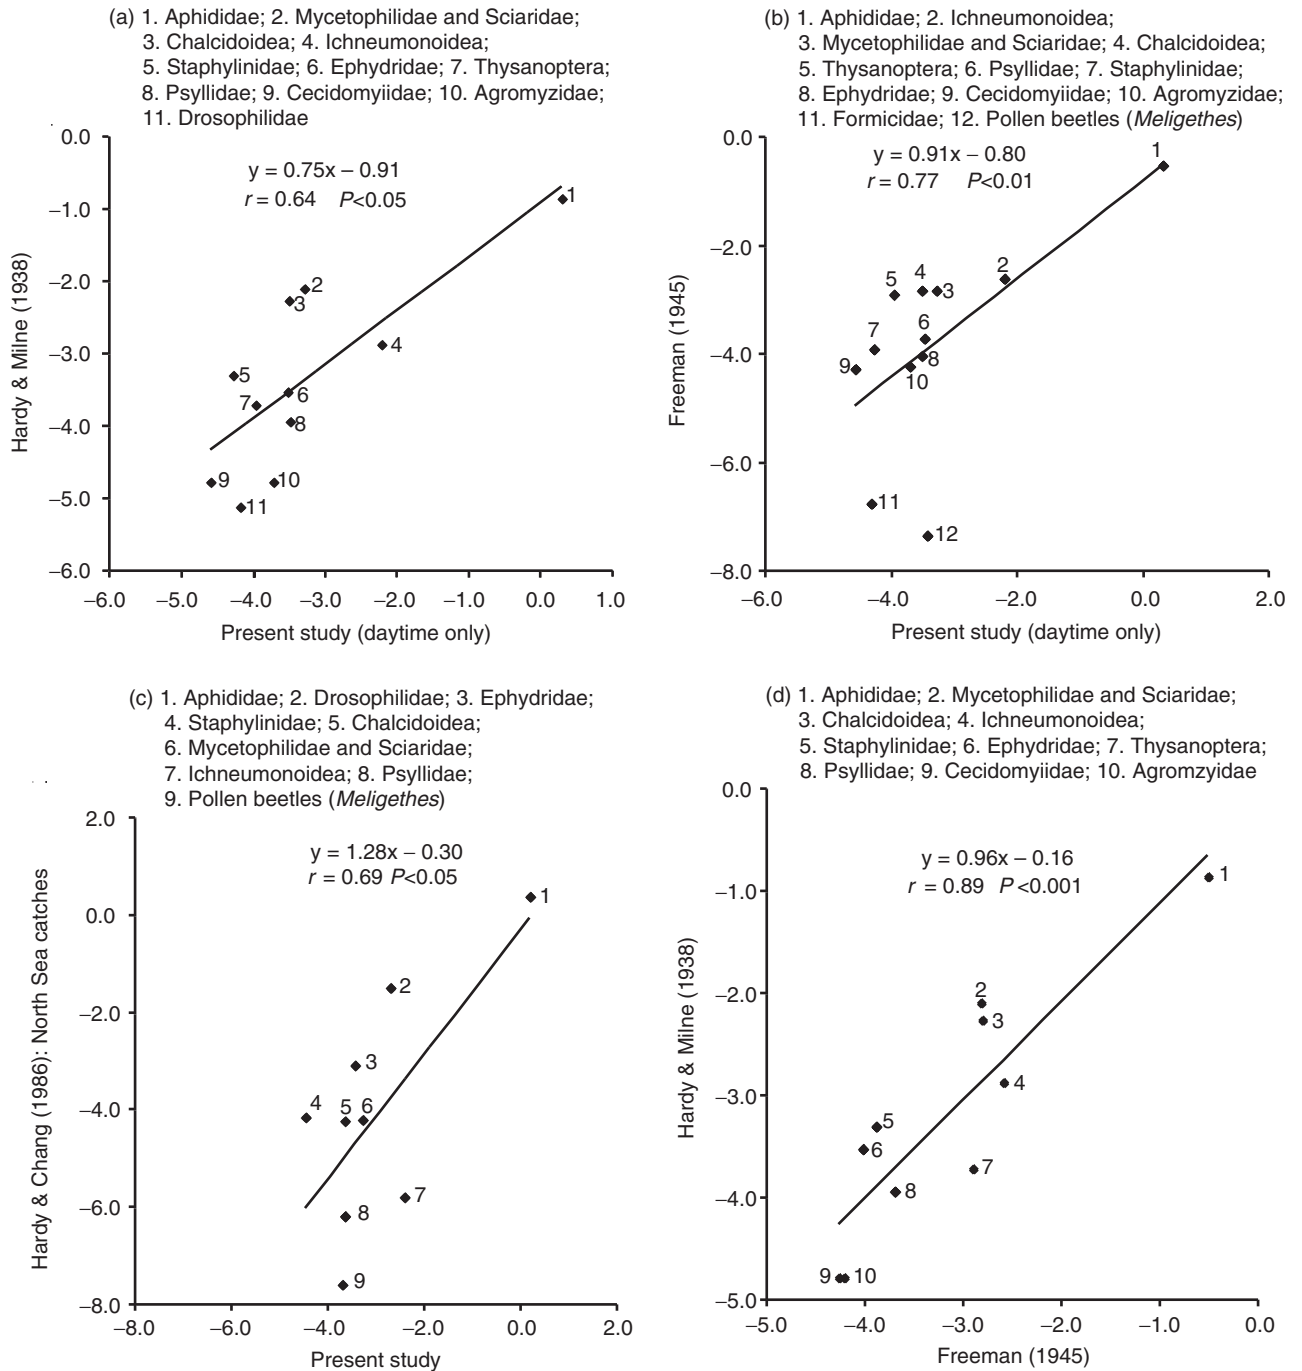 (a) 1. Aphididae; 2. Mycetophilidae and Sciaridae;
3. Chalcidoidea; 4. Ichneumonoidea;
5. Staphylinidae; 6. Ephydridae; 7. Thysanoptera;
8. Psyllidae; 9. Cecidomyiidae; 10. Agromyzidae;
11. Drosophilidae
0.0
y = 0.75x – 0.91
r = 0.64 P<0.05
–1.0
–2.0
–3.0
–4.0
–5.0
–6.0
1
2
3
4
5
6
7
8
9
10
11
Hardy & Milne (1938)
–6.0 –5.0 –4.0 –3.0 –2.0 –1.0 0.0 1.0
Present study (daytime only)
(b) 1. Aphididae; 2. Ichneumonoidea;
3. Mycetophilidae and Sciaridae; 4. Chalcidoidea;
5. Thysanoptera; 6. Psyllidae; 7. Staphylinidae;
8. Ephydridae; 9. Cecidomyiidae; 10. Agromyzidae;
11. Formicidae; 12. Pollen beetles (Meligethes)
0.0
y = 0.91x – 0.80
r = 0.77 P<0.01
–2.0
–4.0
–6.0
–8.0
1
2
3
4
5
6
7
8
9
10
11
12
Freeman (1945)
–6.0 –4.0 –2.0 0.0 2.0
Present study (daytime only)
(c) 1. Aphididae; 2. Drosophilidae; 3. Ephydridae;
4. Staphylinidae; 5. Chalcidoidea;
6. Mycetophilidae and Sciaridae;
7. Ichneumonoidea; 8. Psyllidae;
9. Pollen beetles (Meligethes)
2.0
y = 1.28x – 0.30
r = 0.69 P<0.05
0.0
–2.0
–4.0
–6.0
–8.0
1
2
3
4
5
6
7
8
9
Hardy & Chang (1986): North Sea catches
–8.0 –6.0 –4.0 –2.0 0.0 2.0
Present study
(d) 1. Aphididae; 2. Mycetophilidae and Sciaridae;
3. Chalcidoidea; 4. Ichneumonoidea;
5. Staphylinidae; 6. Ephydridae; 7. Thysanoptera;
8. Psyllidae; 9. Cecidomyiidae; 10. Agromzyidae
0.0
y = 0.96x – 0.16
r = 0.89 P <0.001
–1.0
–2.0
–3.0
–4.0
–5.0
1
2
3
4
5
6
7
8
9
10
Hardy & Milne (1938)
–5.0 –4.0 –3.0 –2.0 –1.0 0.0
Freeman (1945)